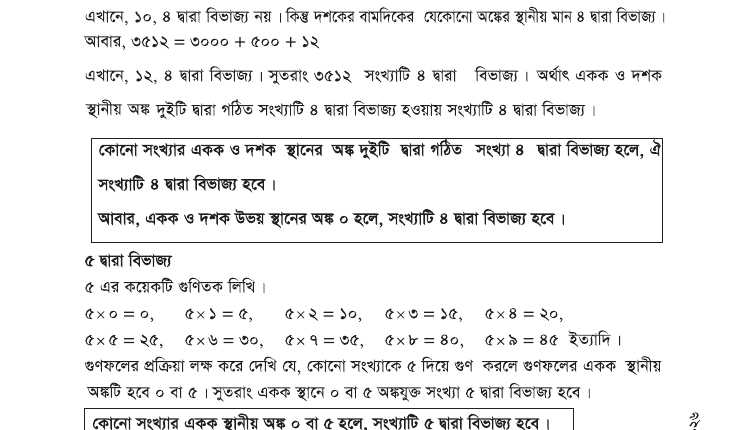 এখানে, ১০, ৪ দ্বারা বিভাজ্য নয় । কিন্তু দশকের বামদিকের যেকোনো অঙ্কের স্থানীয় মান ৪ দ্বারা বিভাজ্য ।
আবার, ৩৫১২ = ৩০০০ + ৫০০ + ১২
এখানে, ১২, ৪ দ্বারা বিভাজ্য । সুতরাং ৩৫১২ সংখ্যাটি ৪ দ্বারা বিভাজ্য । অর্থাৎ একক ও দশক
স্থানীয় অঙ্ক দুইটি দ্বারা গঠিত সংখ্যাটি ৪ দ্বারা বিভাজ্য হওয়ায় সংখ্যাটি ৪ দ্বারা বিভাজ্য ।
কোনো সংখ্যার একক ও দশক স্থানের অঙ্ক দুইটি দ্বারা গঠিত সংখ্যা ৪ দ্বারা বিভাজ্য হলে, ঐ
সংখ্যাটি ৪ দ্বারা বিভাজ্য হবে ।
আবার, একক ও দশক উভয় স্থানের অঙ্ক ০ হলে, সংখ্যাটি ৪ দ্বারা বিভাজ্য হবে ।
৫ দ্বারা বিভাজ্য
৫ এর কয়েকটি গুণিতক লিখি ।
৫×০ = ০, ৫×১ = ৫, ৫×২ = ১০, ৫×৩ = ১৫, ৫×৪ = ২০,
৫×৫ = ২৫, ৫×৬ = ৩০, ৫×৭ = ৩৫, ৫×৮ = ৪০, ৫×৯ = ৪৫ ইত্যাদি ।
গুণফলের প্রক্রিয়া লক্ষ করে দেখি যে, কোনো সংখ্যাকে ৫ দিয়ে গুণ করলে গুণফলের একক স্থানীয়
অঙ্কটি হবে ০ বা ৫ । সুতরাং একক স্থানে ০ বা ৫ অঙ্কযুক্ত সংখ্যা ৫ দ্বারা বিভাজ্য হবে ।
কোনো সংখ্যার একক স্থানীয় অঙ্ক ০ বা ৫ হলে, সংখ্যাটি ৫ দ্বারা বিভাজ্য হবে ।